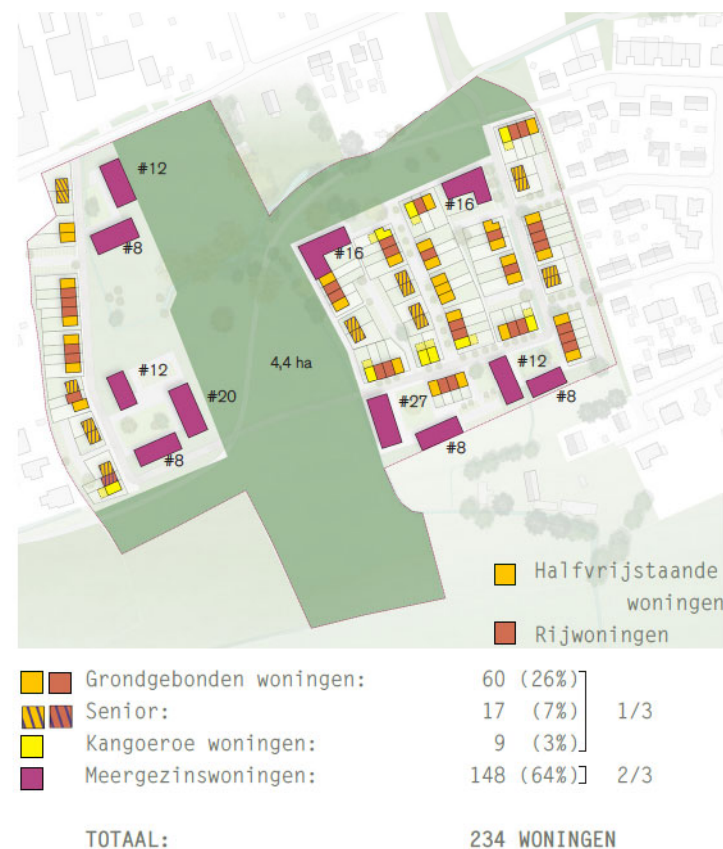 #12
#8
#16
#16
4,4 ha
#12
#20
#8
#12
#27
#8
#8
Halfvrijstaande
woningen
Rijwoningen
Grondgebonden woningen: 60 (26%)
Senior: 17 (7%) 1/3
Kangoeroe woningen: 9 (3%)
Meergezinswoningen: 148 (64%) 2/3
TOTAAL: 234 WONINGEN